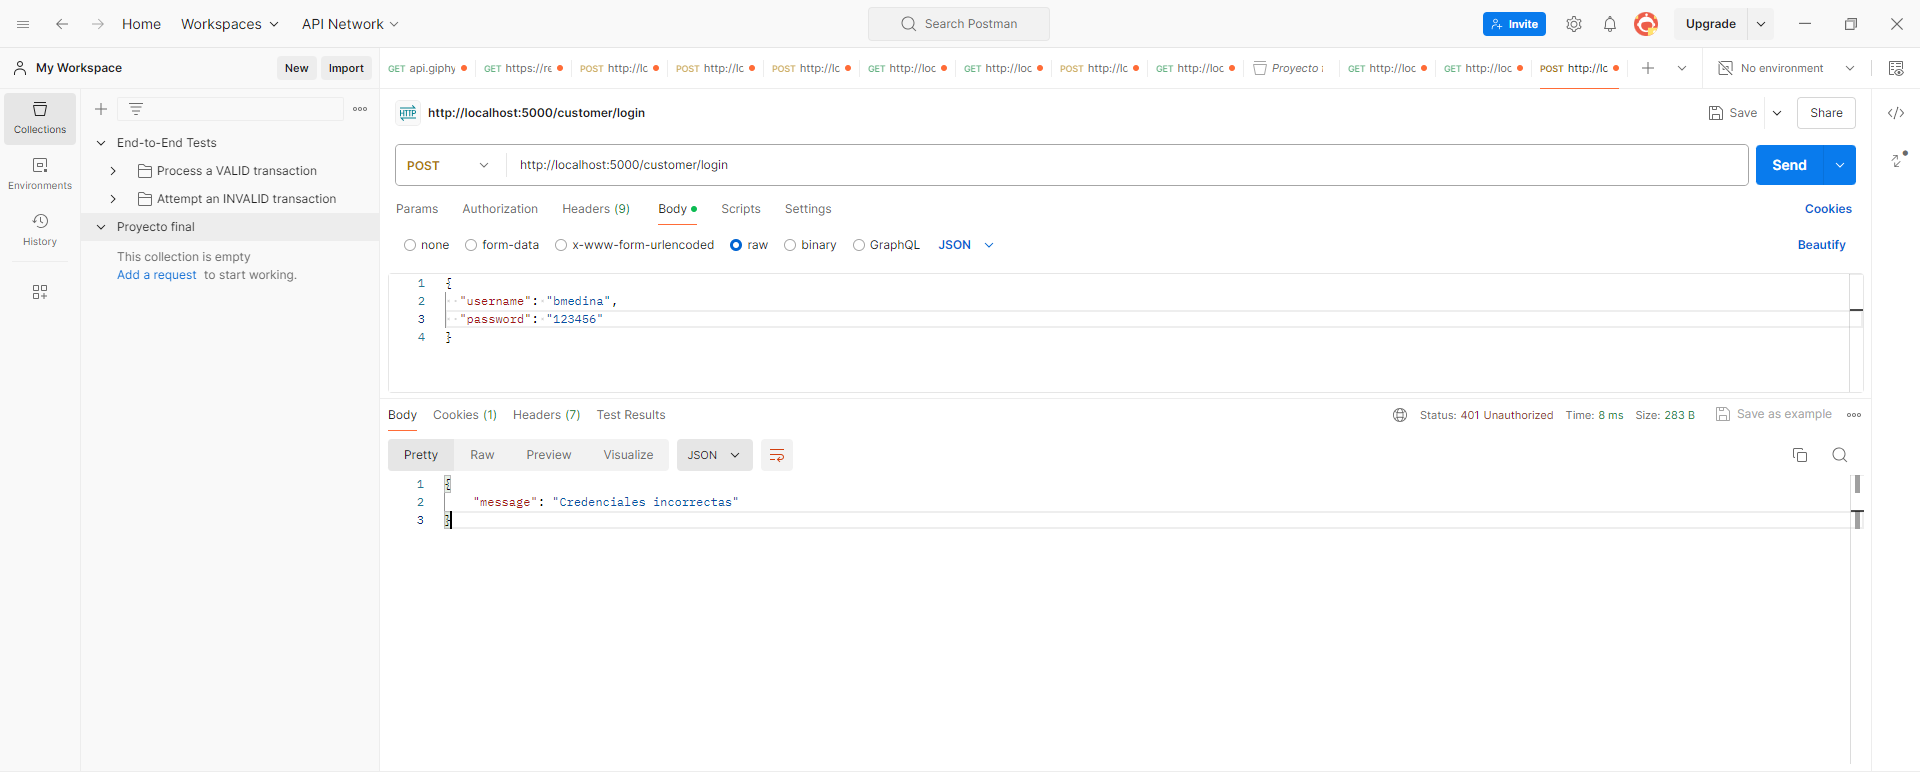 Home Workspaces API Network Search Postman Invite Upgrade
My Workspace New Import GET api.giphy GET https://re POST http://lc POST http://lc POST http://lc GET http://loc GET http://loc POST http://lc GET http://loc Proyecto GET http://loc GET http://loc POST http://lc No environment
Collections
Environments
History
End-to-End Tests
Process a VALID transaction
Attempt an INVALID transaction
Proyecto final
This collection is empty
Add a request to start working.
HTTP http://localhost:5000/customer/login Save Share
POST http://localhost:5000/customer/login Send
Params Authorization Headers (9) Body Scripts Settings Cookies
none form-data x-www-form-urlencoded raw binary GraphQL JSON Beautify
1 {
2 "username": "bmedina",
3 "password": "123456"
4 }
Body Cookies (1) Headers (7) Test Results Status: 401 Unauthorized Time: 8 ms Size: 283 B Save as example
Pretty Raw Preview Visualize JSON
1 {
2 "message": "Credenciales incorrectas"
3 }